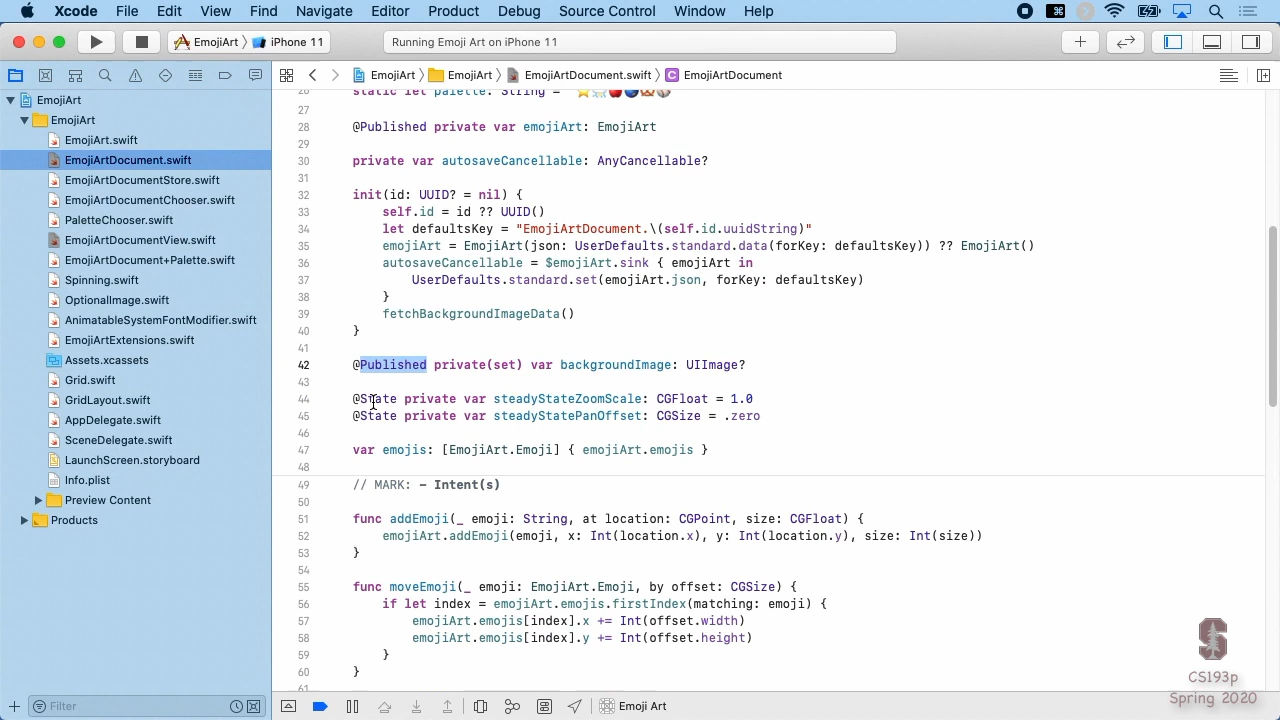 Xcode File Edit View Find Navigate Editor Product Debug Source Control Window Help
EmojiArt iPhone 11 Running Emoji Art on iPhone 11
EmojiArt EmojiArt EmojiArtDocument.swift EmojiArtDocument
EmojiArt
EmojiArt
EmojiArt.swift
EmojiArtDocument.swift
EmojiArtDocumentStore.swift
EmojiArtDocumentChooser.swift
PaletteChooser.swift
EmojiArtDocumentView.swift
EmojiArtDocument+Palette.swift
Spinning.swift
OptionalImage.swift
AnimatableSystemFontModifier.swift
EmojiArtExtensions.swift
Assets.xcassets
Grid.swift
GridLayout.swift
AppDelegate.swift
SceneDelegate.swift
LaunchScreen.storyboard
Info.plist
Preview Content
Products
Filter
26 static let palette: String =
27
28 @Published private var emojiArt: EmojiArt
29
30 private var autosaveCancellable: AnyCancellable?
31
32 init(id: UUID? = nil) {
33 self.id = id ?? UUID()
34 let defaultsKey = "EmojiArtDocument.\(self.id.uuidString)"
35 emojiArt = EmojiArt(json: UserDefaults.standard.data(forKey: defaultsKey)) ?? EmojiArt()
36 autosaveCancellable = $emojiArt.sink { emojiArt in
37 UserDefaults.standard.set(emojiArt.json, forKey: defaultsKey)
38 }
39 fetchBackgroundImageData()
40 }
41
42 @Published private(set) var backgroundImage: UIImage?
43
44 @State private var steadyStateZoomScale: CGFloat = 1.0
45 @State private var steadyStatePanOffset: CGSize = .zero
46
47 var emojis: [EmojiArt.Emoji] { emojiArt.emojis }
48
49 // MARK: - Intent(s)
50
51 func addEmoji(_ emoji: String, at location: CGPoint, size: CGFloat) {
52 emojiArt.addEmoji(emoji, x: Int(location.x), y: Int(location.y), size: Int(size))
53 }
54
55 func moveEmoji(_ emoji: EmojiArt.Emoji, by offset: CGSize) {
56 if let index = emojiArt.emojis.firstIndex(matching: emoji) {
57 emojiArt.emojis[index].x += Int(offset.width)
58 emojiArt.emojis[index].y += Int(offset.height)
59 }
60 }
61
Emoji Art
S
CS193p
Spring 2020